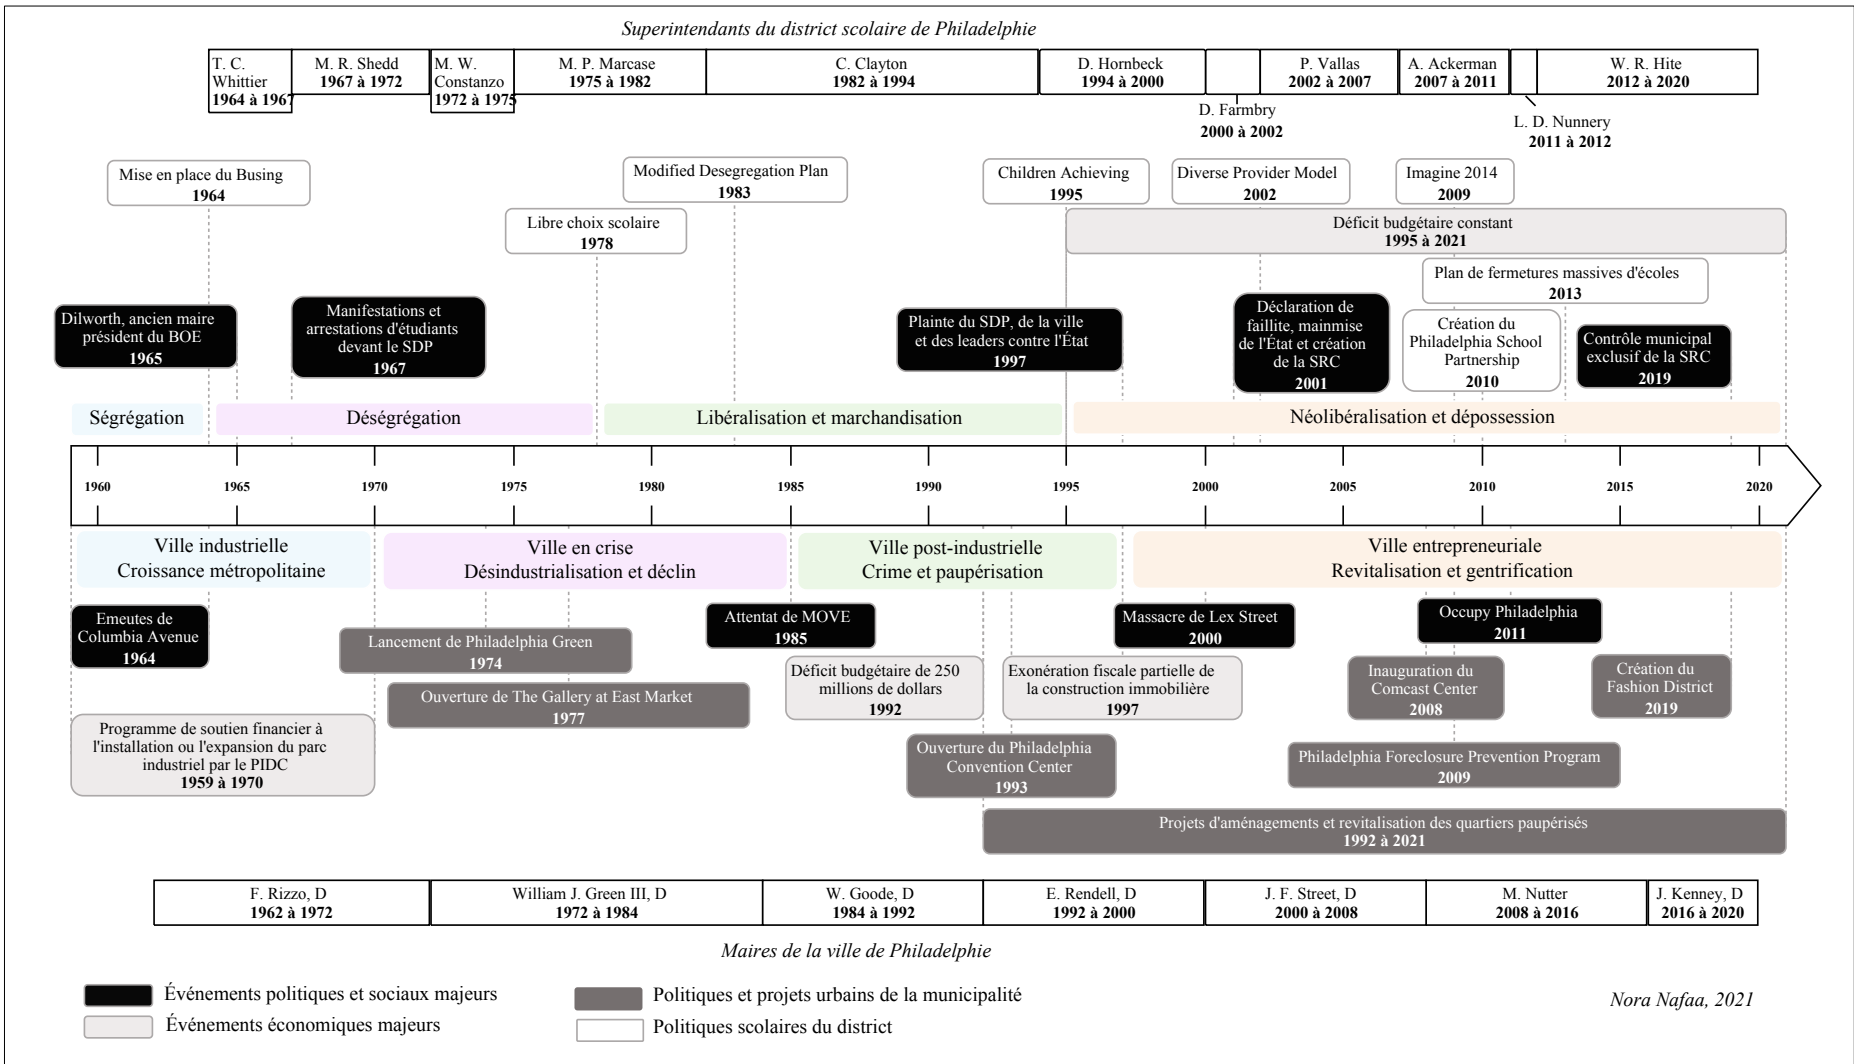 Superintendants du district scolaire de Philadelphie
T. C.
Whittier
1964 à 1967
M. R. Shedd
1967 à 1972
M. W.
Constanzo
1972 à 1975
M. P. Marcase
1975 à 1982
C. Clayton
1982 à 1994
D. Hornbeck
1994 à 2000
D. Farmbry
2000 à 2002
P. Vallas
2002 à 2007
A. Ackerman
2007 à 2011
L. D. Nunnery
2011 à 2012
W. R. Hite
2012 à 2020
Mise en place du Busing
1964
Modified Desegregation Plan
1983
Children Achieving
1995
Diverse Provider Model
2002
Imagine 2014
2009
Libre choix scolaire
1978
Déficit budgétaire constant
1995 à 2021
Plan de fermetures massives d'écoles
2013
Dilworth, ancien maire
président du BOE
1965
Manifestations et
arrestations d'étudiants
devant le SDP
1967
Plainte du SDP, de la ville
et des leaders contre l'État
1997
Déclaration de
faillite, mainmise
de l'État et création
de la SRC
2001
Création du
Philadelphia School
Partnership
2010
Contrôle municipal
exclusif de la SRC
2019
Ségrégation
Déségrégation
Libéralisation et marchandisation
Néolibéralisation et dépossession
1960
1965
1970
1975
1980
1985
1990
1995
2000
2005
2010
2015
2020
Ville industrielle
Croissance métropolitaine
Ville en crise
Désindustrialisation et déclin
Ville post-industrielle
Crime et paupérisation
Ville entrepreneuriale
Revitalisation et gentrification
Emeutes de
Columbia Avenue
1964
Lancement de Philadelphia Green
1974
Attentat de MOVE
1985
Massacre de Lex Street
2000
Occupy Philadelphia
2011
Déficit budgétaire de 250
millions de dollars
1992
Exonération fiscale partielle de
la construction immobilière
1997
Inauguration du
Comcast Center
2008
Création du
Fashion District
2019
Ouverture de The Gallery at East Market
1977
Programme de soutien financier à
l'installation ou l'expansion du parc
industriel par le PIDC
1959 à 1970
Ouverture du Philadelphia
Convention Center
1993
Philadelphia Foreclosure Prevention Program
2009
Projets d'aménagements et revitalisation des quartiers paupérisés
1992 à 2021
F. Rizzo, D
1962 à 1972
William J. Green III, D
1972 à 1984
W. Goode, D
1984 à 1992
E. Rendell, D
1992 à 2000
J. F. Street, D
2000 à 2008
M. Nutter
2008 à 2016
J. Kenney, D
2016 à 2020
Maires de la ville de Philadelphie
Événements politiques et sociaux majeurs
Événements économiques majeurs
Politiques et projets urbains de la municipalité
Politiques scolaires du district
Nora Nafaa, 2021